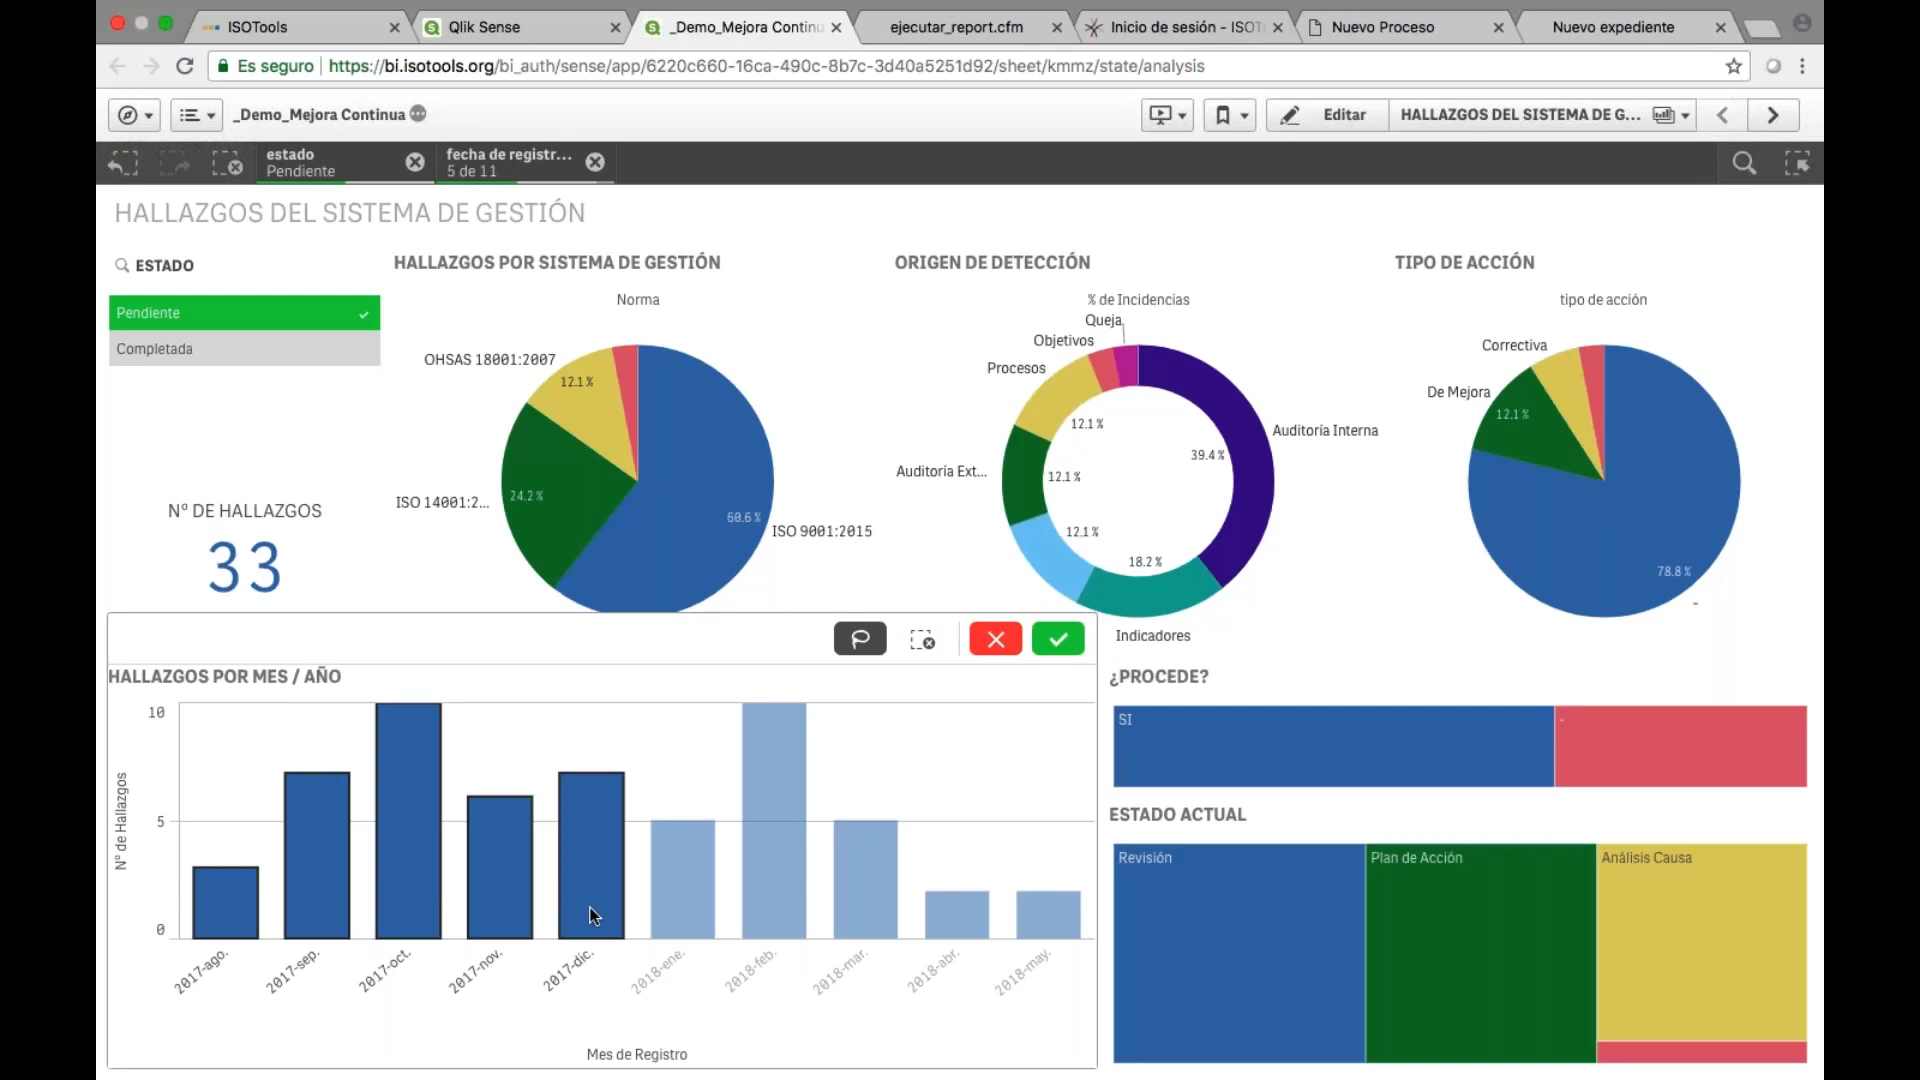 ISOTools
Qlik Sense
_Demo_Mejora Continu
ejecutar_report.cfm
Inicio de sesión - ISOT
Nuevo Proceso
Nuevo expediente
Es seguro
https://bi.isotools.org/bi_auth/sense/app/6220c660-16ca-490c-8b7c-3d40a5251d92/sheet/kmmz/state/analysis
_Demo_Mejora Continua
Editar
HALLAZGOS DEL SISTEMA DE G...
estado
Pendiente
fecha de registr...
5 de 11
HALLAZGOS DEL SISTEMA DE GESTIÓN
ESTADO
Pendiente
Completada
Nº DE HALLAZGOS
33
HALLAZGOS POR SISTEMA DE GESTIÓN
Norma
OHSAS 18001:2007
12.1 %
ISO 14001:2...
24.2 %
60.6 %
ISO 9001:2015
ORIGEN DE DETECCIÓN
% de Incidencias
Queja
Objetivos
Procesos
12.1 %
Auditoría Interna
39.4 %
Auditoría Ext...
12.1 %
12.1 %
18.2 %
Indicadores
TIPO DE ACCIÓN
tipo de acción
Correctiva
De Mejora
12.1 %
78.8 %
-
HALLAZGOS POR MES / AÑO
Nº de Hallazgos
10
5
0
2017-ago.
2017-sep.
2017-oct.
2017-nov.
2017-dic.
2018-ene.
2018-feb.
2018-mar.
2018-abr.
2018-may.
Mes de Registro
¿PROCEDE?
SI
-
ESTADO ACTUAL
Revisión
Plan de Acción
Análisis Causa